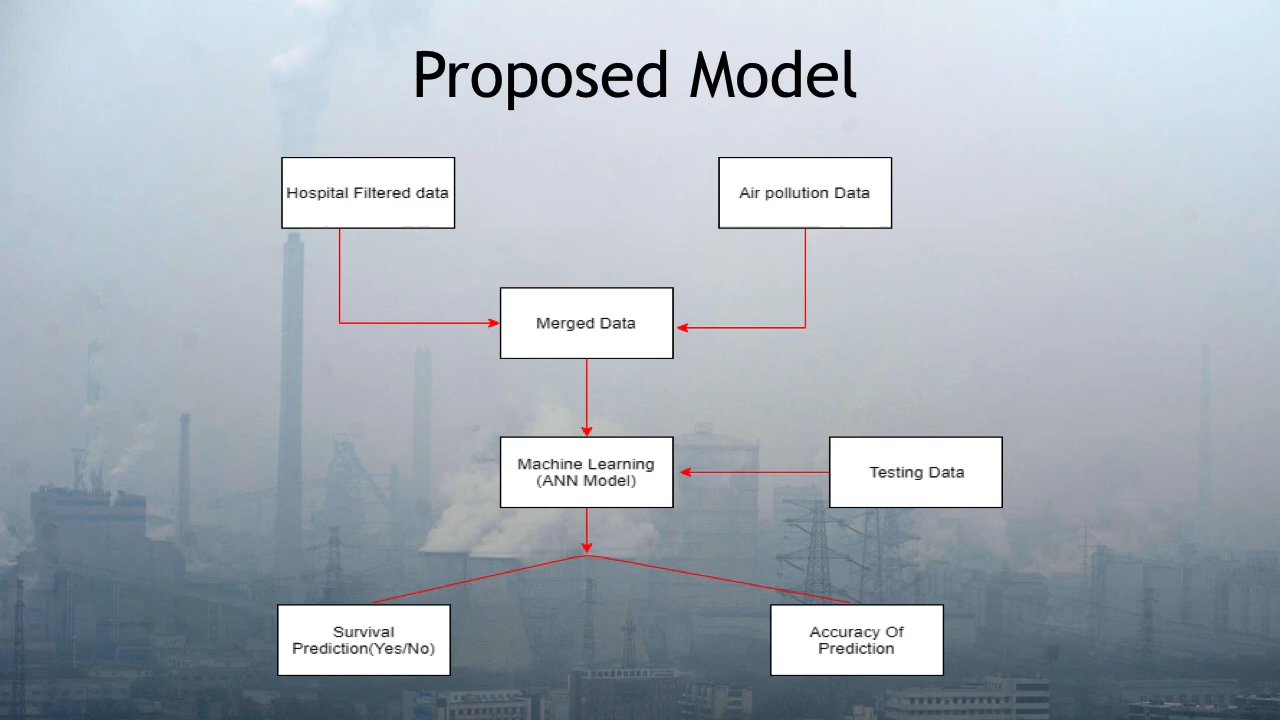 Proposed Model
Hospital Filtered data
Air pollution Data
Merged Data
Machine Learning
(ANN Model)
Testing Data
Survival
Prediction(Yes/No)
Accuracy Of
Prediction